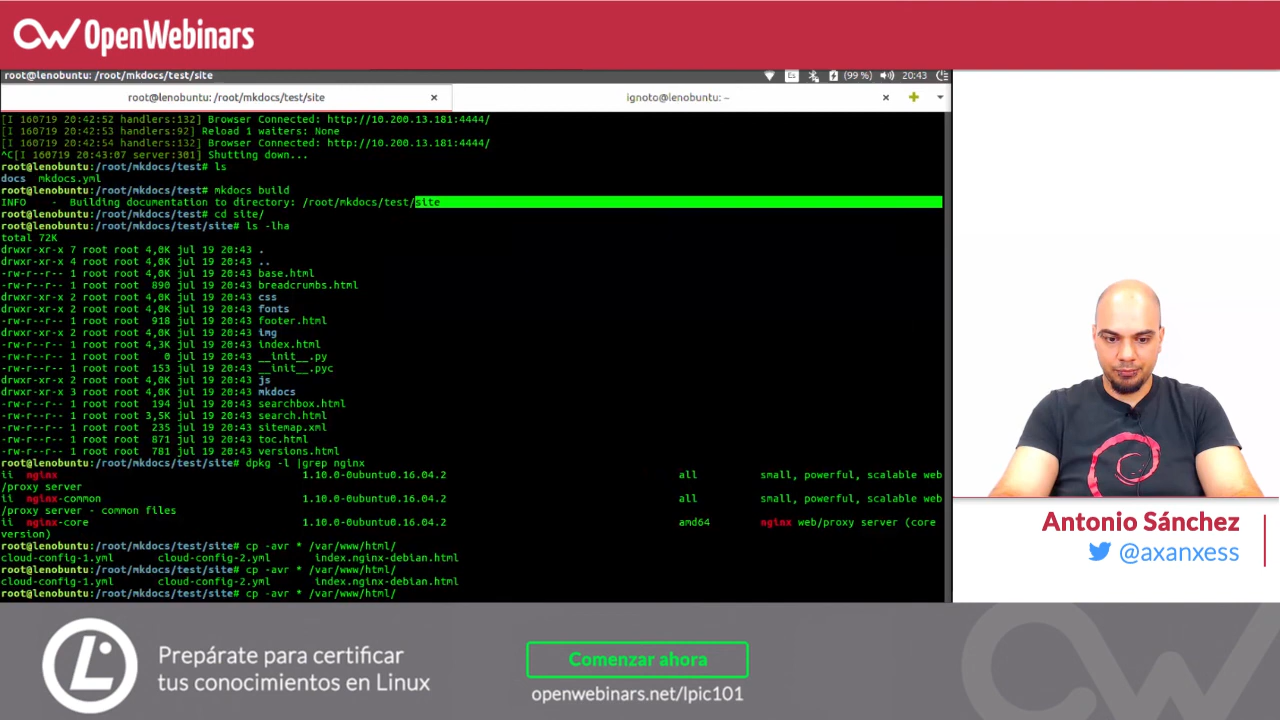 OpenWebinars
root@lenobuntu: /root/mkdocs/test/site
Es (99 %) 20:43
root@lenobuntu: /root/mkdocs/test/site × ignoto@lenobuntu: ~ × +
[I 160719 20:42:52 handlers:132] Browser Connected: http://10.200.13.181:4444/
[I 160719 20:42:53 handlers:92] Reload 1 waiters: None
[I 160719 20:42:54 handlers:132] Browser Connected: http://10.200.13.181:4444/
^C[I 160719 20:43:07 server:301] Shutting down...
root@lenobuntu:/root/mkdocs/test# ls
docs  mkdocs.yml
root@lenobuntu:/root/mkdocs/test# mkdocs build
INFO    -  Building documentation to directory: /root/mkdocs/test/site
root@lenobuntu:/root/mkdocs/test# cd site/
root@lenobuntu:/root/mkdocs/test/site# ls -lha
total 72K
drwxr-xr-x 7 root root 4,0K jul 19 20:43 .
drwxr-xr-x 4 root root 4,0K jul 19 20:43 ..
-rw-r--r-- 1 root root 4,0K jul 19 20:43 base.html
-rw-r--r-- 1 root root  890 jul 19 20:43 breadcrumbs.html
drwxr-xr-x 2 root root 4,0K jul 19 20:43 css
drwxr-xr-x 2 root root 4,0K jul 19 20:43 fonts
-rw-r--r-- 1 root root  918 jul 19 20:43 footer.html
drwxr-xr-x 2 root root 4,0K jul 19 20:43 img
-rw-r--r-- 1 root root 4,3K jul 19 20:43 index.html
-rw-r--r-- 1 root root    0 jul 19 20:43 __init__.py
-rw-r--r-- 1 root root  153 jul 19 20:43 __init__.pyc
drwxr-xr-x 2 root root 4,0K jul 19 20:43 js
drwxr-xr-x 3 root root 4,0K jul 19 20:43 mkdocs
-rw-r--r-- 1 root root  194 jul 19 20:43 searchbox.html
-rw-r--r-- 1 root root 3,5K jul 19 20:43 search.html
-rw-r--r-- 1 root root  235 jul 19 20:43 sitemap.xml
-rw-r--r-- 1 root root  871 jul 19 20:43 toc.html
-rw-r--r-- 1 root root  781 jul 19 20:43 versions.html
root@lenobuntu:/root/mkdocs/test/site# dpkg -l |grep nginx
ii  nginx  1.10.0-0ubuntu0.16.04.2  all  small, powerful, scalable web
/proxy server
ii  nginx-common  1.10.0-0ubuntu0.16.04.2  all  small, powerful, scalable web
/proxy server - common files
ii  nginx-core  1.10.0-0ubuntu0.16.04.2  amd64  nginx web/proxy server (core
version)
root@lenobuntu:/root/mkdocs/test/site# cp -avr * /var/www/html/
cloud-config-1.yml  cloud-config-2.yml  index.nginx-debian.html
root@lenobuntu:/root/mkdocs/test/site# cp -avr * /var/www/html/
cloud-config-1.yml  cloud-config-2.yml  index.nginx-debian.html
root@lenobuntu:/root/mkdocs/test/site# cp -avr * /var/www/html/
Antonio Sánchez
@axanxess
Prepárate para certificar
tus conocimientos en Linux
Comenzar ahora
openwebinars.net/lpic101